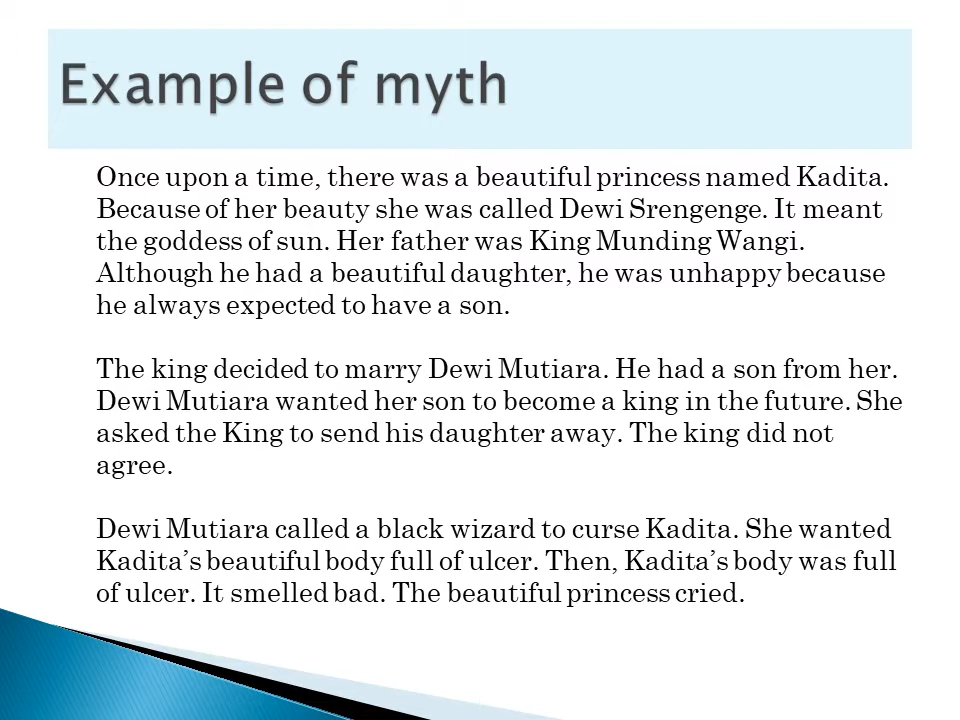 Example of myth
Once upon a time, there was a beautiful princess named Kadita.
Because of her beauty she was called Dewi Srengenge. It meant
the goddess of sun. Her father was King Munding Wangi.
Although he had a beautiful daughter, he was unhappy because
he always expected to have a son.
The king decided to marry Dewi Mutiara. He had a son from her.
Dewi Mutiara wanted her son to become a king in the future. She
asked the King to send his daughter away. The king did not
agree.
Dewi Mutiara called a black wizard to curse Kadita. She wanted
Kadita’s beautiful body full of ulcer. Then, Kadita’s body was full
of ulcer. It smelled bad. The beautiful princess cried.